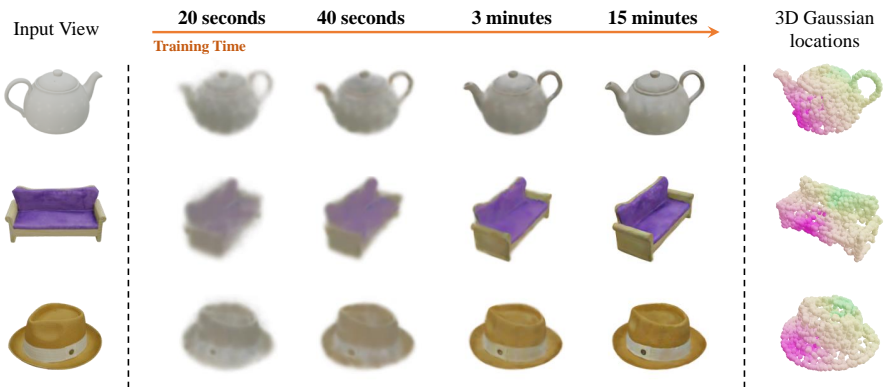 Input View
20 seconds
40 seconds
3 minutes
15 minutes
Training Time
3D Gaussian
locations